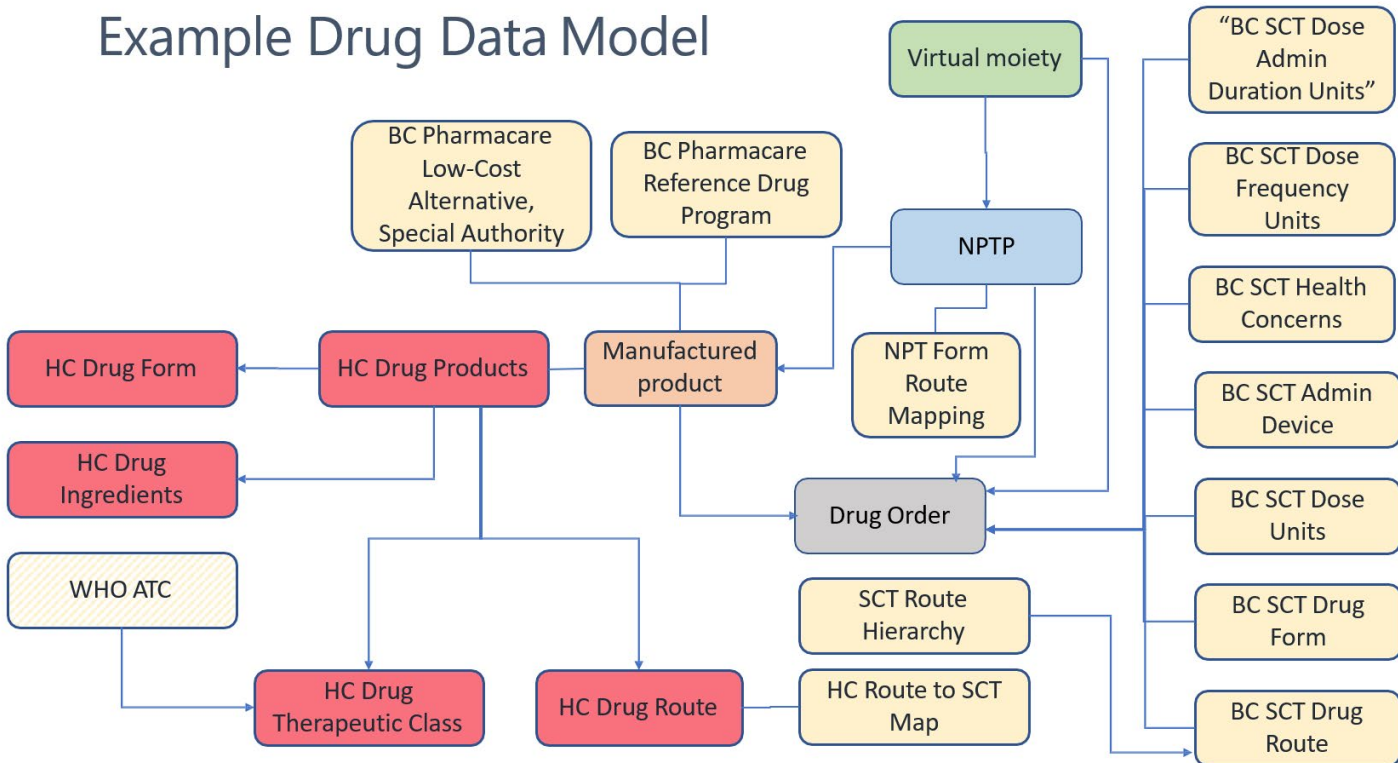 Example Drug Data Model
Virtual moiety
“BC SCT Dose
Admin
Duration Units”
BC Pharmacare
Low-Cost
Alternative,
Special Authority
BC Pharmacare
Reference Drug
Program
BC SCT Dose
Frequency
Units
NPTP
BC SCT Health
Concerns
HC Drug Form
HC Drug Products
Manufactured
product
NPT Form
Route
Mapping
BC SCT Admin
Device
HC Drug
Ingredients
Drug Order
BC SCT Dose
Units
WHO ATC
SCT Route
Hierarchy
BC SCT Drug
Form
HC Drug
Therapeutic Class
HC Drug Route
HC Route to SCT
Map
BC SCT Drug
Route